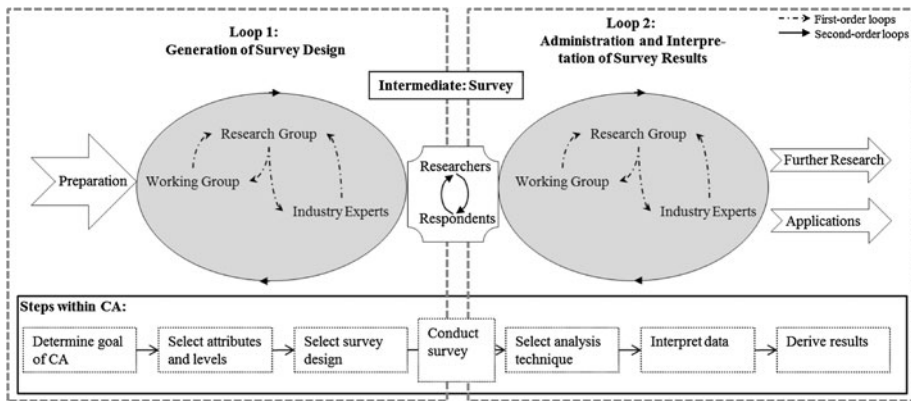 Loop 1:
Generation of Survey Design
Loop 2:
Administration and Interpre-
tation of Survey Results
First-order loops
Second-order loops
Intermediate: Survey
Preparation
Research Group
Working Group
Industry Experts
Researchers
Respondents
Research Group
Working Group
Industry Experts
Further Research
Applications
Steps within CA:
Determine goal
of CA
Select attributes
and levels
Select survey
design
Conduct
survey
Select analysis
technique
Interpret data
Derive results